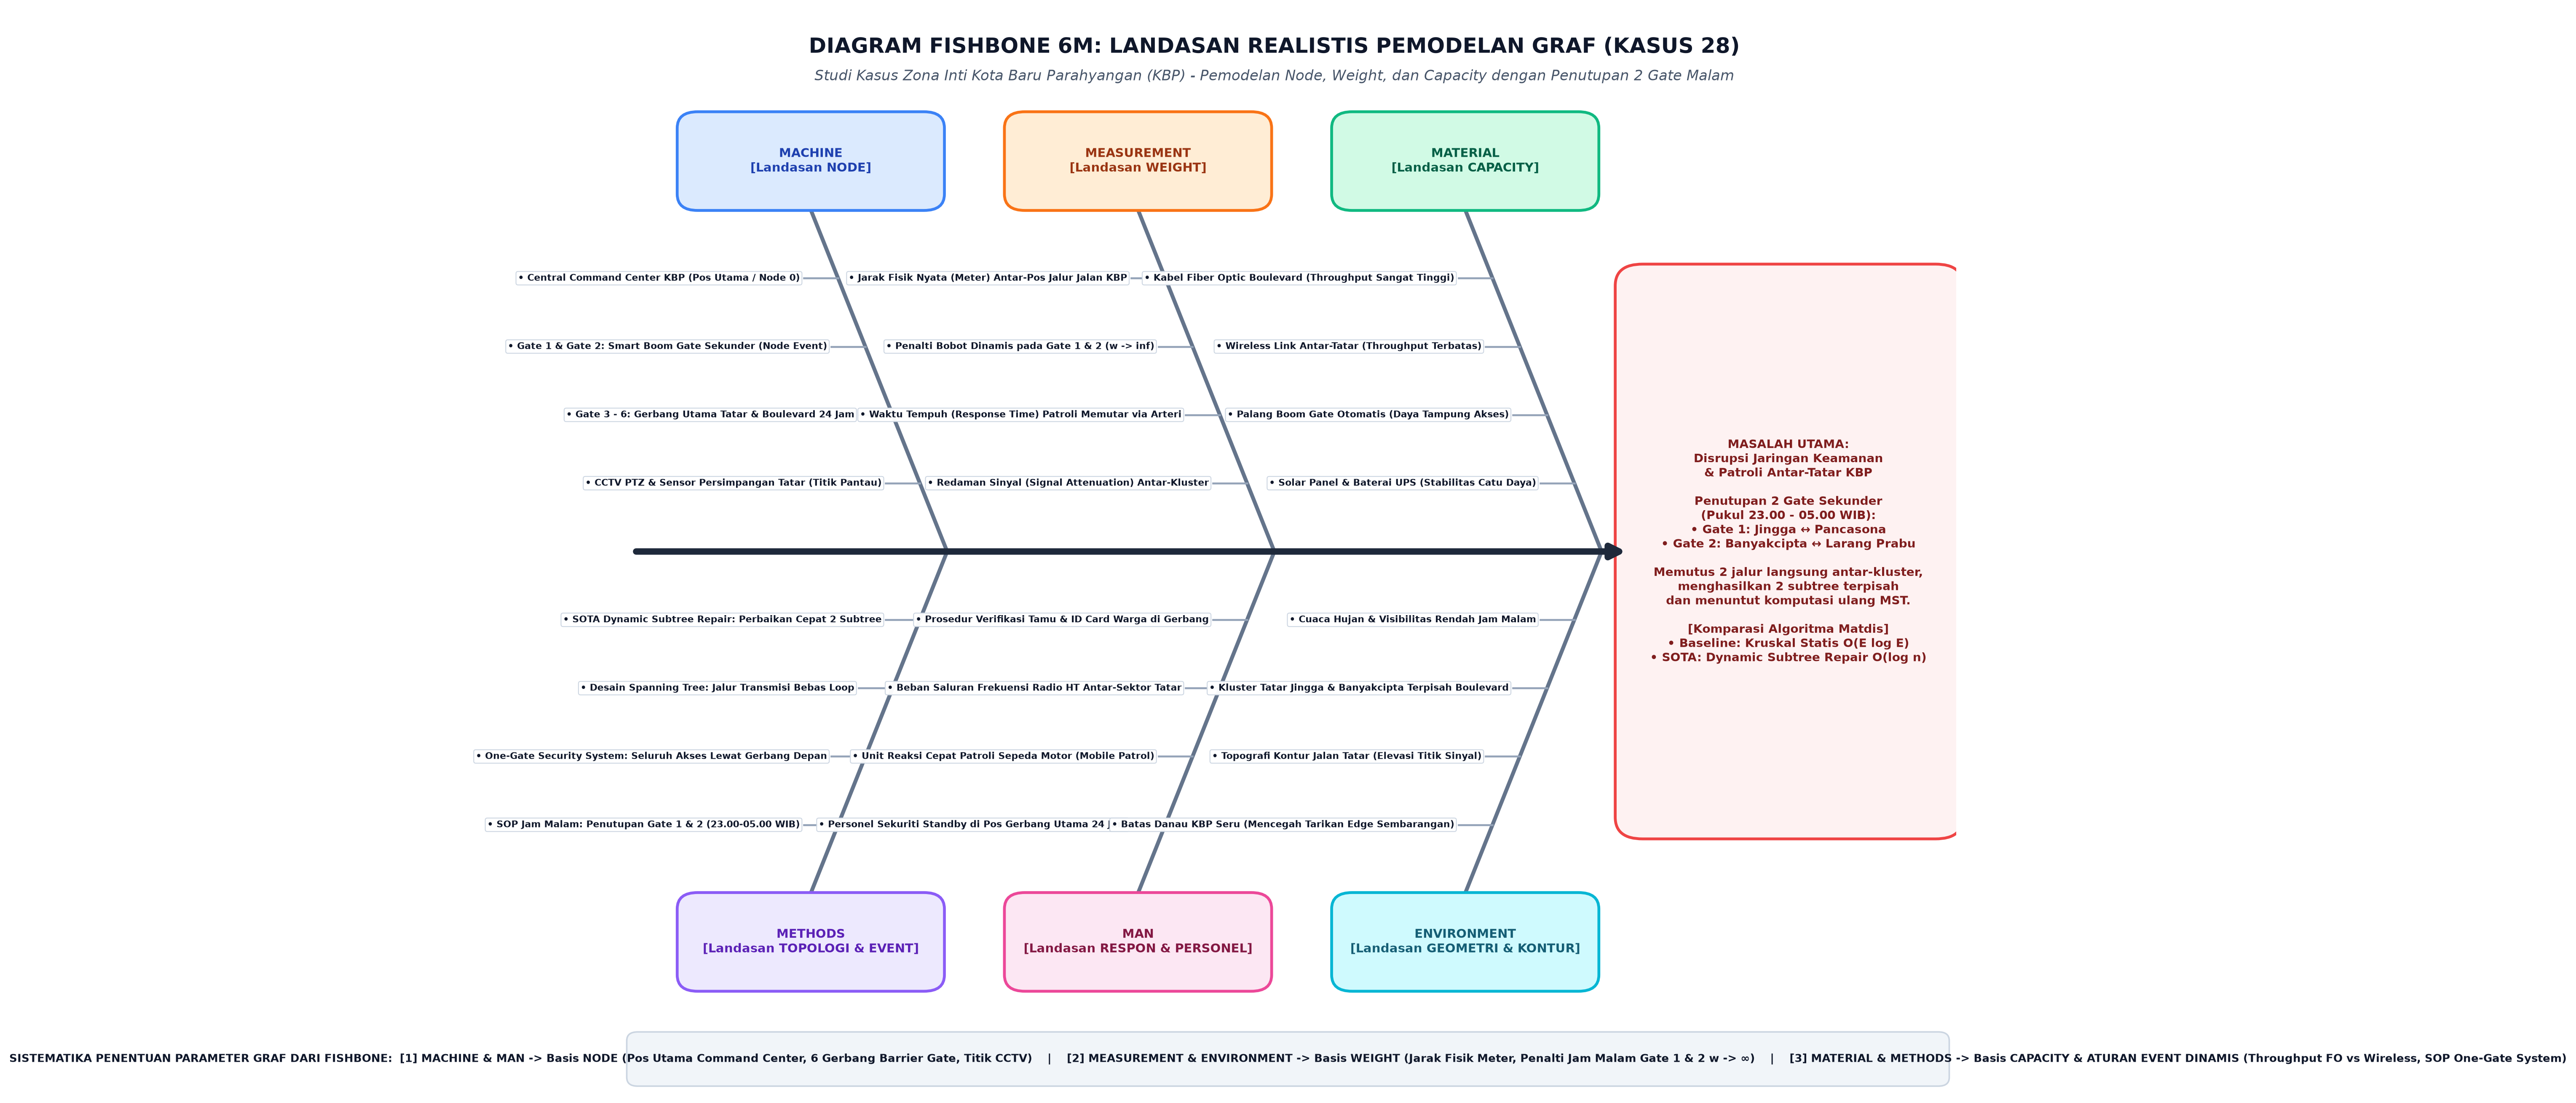 DIAGRAM FISHBONE 6M: LANDASAN REALISTIS PEMODELAN GRAF (KASUS 28)
Studi Kasus Zona Inti Kota Baru Parahyangan (KBP) - Pemodelan Node, Weight, dan Capacity dengan Penutupan 2 Gate Malam
MACHINE
[Landasan NODE]
MEASUREMENT
[Landasan WEIGHT]
MATERIAL
[Landasan CAPACITY]
• Central Command Center KBP (Pos Utama / Node 0)
• Jarak Fisik Nyata (Meter) Antar-Pos Jalur Jalan KBP
• Kabel Fiber Optic Boulevard (Throughput Sangat Tinggi)
• Gate 1 & Gate 2: Smart Boom Gate Sekunder (Node Event)
• Penalti Bobot Dinamis pada Gate 1 & 2 (w -> inf)
• Wireless Link Antar-Tatar (Throughput Terbatas)
• Gate 3 - 6: Gerbang Utama Tatar & Boulevard 24 Jam
• Waktu Tempuh (Response Time) Patroli Memutar via Arteri
• Palang Boom Gate Otomatis (Daya Tampung Akses)
• CCTV PTZ & Sensor Persimpangan Tatar (Titik Pantau)
• Redaman Sinyal (Signal Attenuation) Antar-Kluster
• Solar Panel & Baterai UPS (Stabilitas Catu Daya)
MASALAH UTAMA:
Disrupsi Jaringan Keamanan
& Patroli Antar-Tatar KBP
Penutupan 2 Gate Sekunder
(Pukul 23.00 - 05.00 WIB):
• Gate 1: Jingga ↔ Pancasona
• Gate 2: Banyakcipta ↔ Larang Prabu
Memutus 2 jalur langsung antar-kluster,
menghasilkan 2 subtree terpisah
dan menuntut komputasi ulang MST.
[Komparasi Algoritma Matdis]
• Baseline: Kruskal Statis O(E log E)
• SOTA: Dynamic Subtree Repair O(log n)
• SOTA Dynamic Subtree Repair: Perbaikan Cepat 2 Subtree
• Prosedur Verifikasi Tamu & ID Card Warga di Gerbang
• Cuaca Hujan & Visibilitas Rendah Jam Malam
• Desain Spanning Tree: Jalur Transmisi Bebas Loop
• Beban Saluran Frekuensi Radio HT Antar-Sektor Tatar
• Kluster Tatar Jingga & Banyakcipta Terpisah Boulevard
• One-Gate Security System: Seluruh Akses Lewat Gerbang Depan
• Unit Reaksi Cepat Patroli Sepeda Motor (Mobile Patrol)
• Topografi Kontur Jalan Tatar (Elevasi Titik Sinyal)
• SOP Jam Malam: Penutupan Gate 1 & 2 (23.00-05.00 WIB)
• Personel Sekuriti Standby di Pos Gerbang Utama 24
• Batas Danau KBP Seru (Mencegah Tarikan Edge Sembarangan)
METHODS
[Landasan TOPOLOGI & EVENT]
MAN
[Landasan RESPON & PERSONEL]
ENVIRONMENT
[Landasan GEOMETRI & KONTUR]
SISTEMATIKA PENENTUAN PARAMETER GRAF DARI FISHBONE: [1] MACHINE & MAN -> Basis NODE (Pos Utama Command Center, 6 Gerbang Barrier Gate, Titik CCTV) | [2] MEASUREMENT & ENVIRONMENT -> Basis WEIGHT (Jarak Fisik Meter, Penalti Jam Malam Gate 1 & 2 w -> ∞) | [3] MATERIAL & METHODS -> Basis CAPACITY & ATURAN EVENT DINAMIS (Throughput FO vs Wireless, SOP One-Gate System)